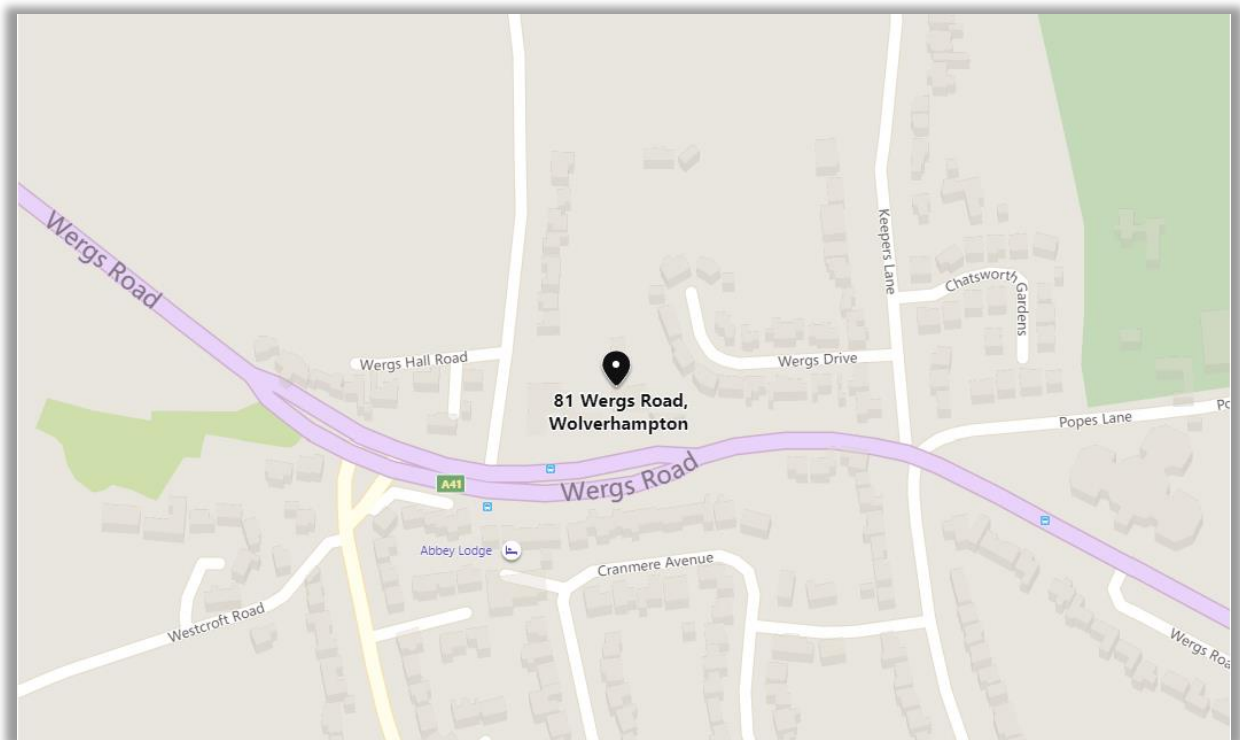 Wergs Road
Keepers Lane
Chatsworth Gardens
Wergs Hall Road
Wergs Drive
81 Wergs Road,
Wolverhampton
Popes Lane
Po
A41
Wergs Road
Abbey Lodge
Cranmere Avenue
Westcroft Road
Wergs Roa